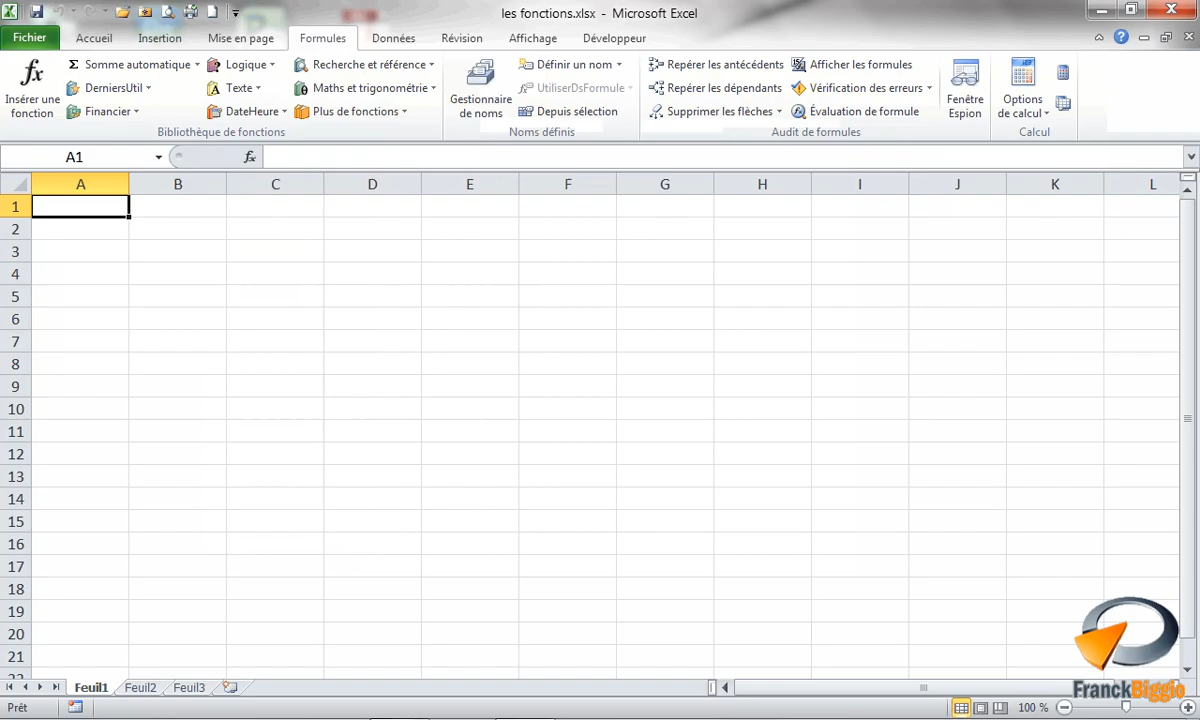 les fonctions.xlsx - Microsoft Excel
Fichier Accueil Insertion Mise en page Formules Données Révision Affichage Développeur
fx Insérer une fonction
Σ Somme automatique
DerniersUtil
Financier
Logique
Texte
DateHeure
Recherche et référence
Maths et trigonométrie
Plus de fonctions
Bibliothèque de fonctions
Gestionnaire de noms
Définir un nom
UtiliserDsFormule
Depuis sélection
Noms définis
Repérer les antécédents
Repérer les dépendants
Supprimer les flèches
Afficher les formules
Vérification des erreurs
Évaluation de formule
Audit de formules
Fenêtre Espion
Options de calcul
Calcul
A1 fx
A B C D E F G H I J K L
1
2
3
4
5
6
7
8
9
10
11
12
13
14
15
16
17
18
19
20
21
Feuil1 Feuil2 Feuil3
FranckBiggio
Prêt 100 %